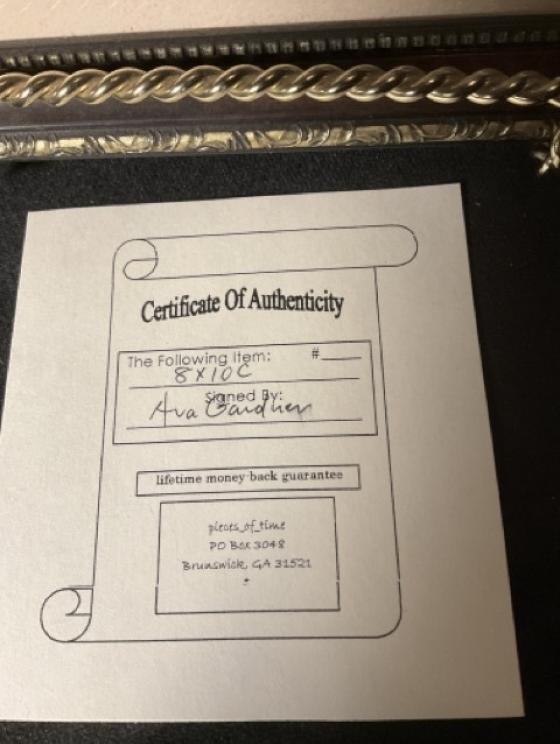 Certificate Of Authenticity
The Following Item: #____
8x10C
Signed By:
Ava Gardner
lifetime money-back guarantee
pieces_of_time
PO Box 3048
Brunswick, GA 31521